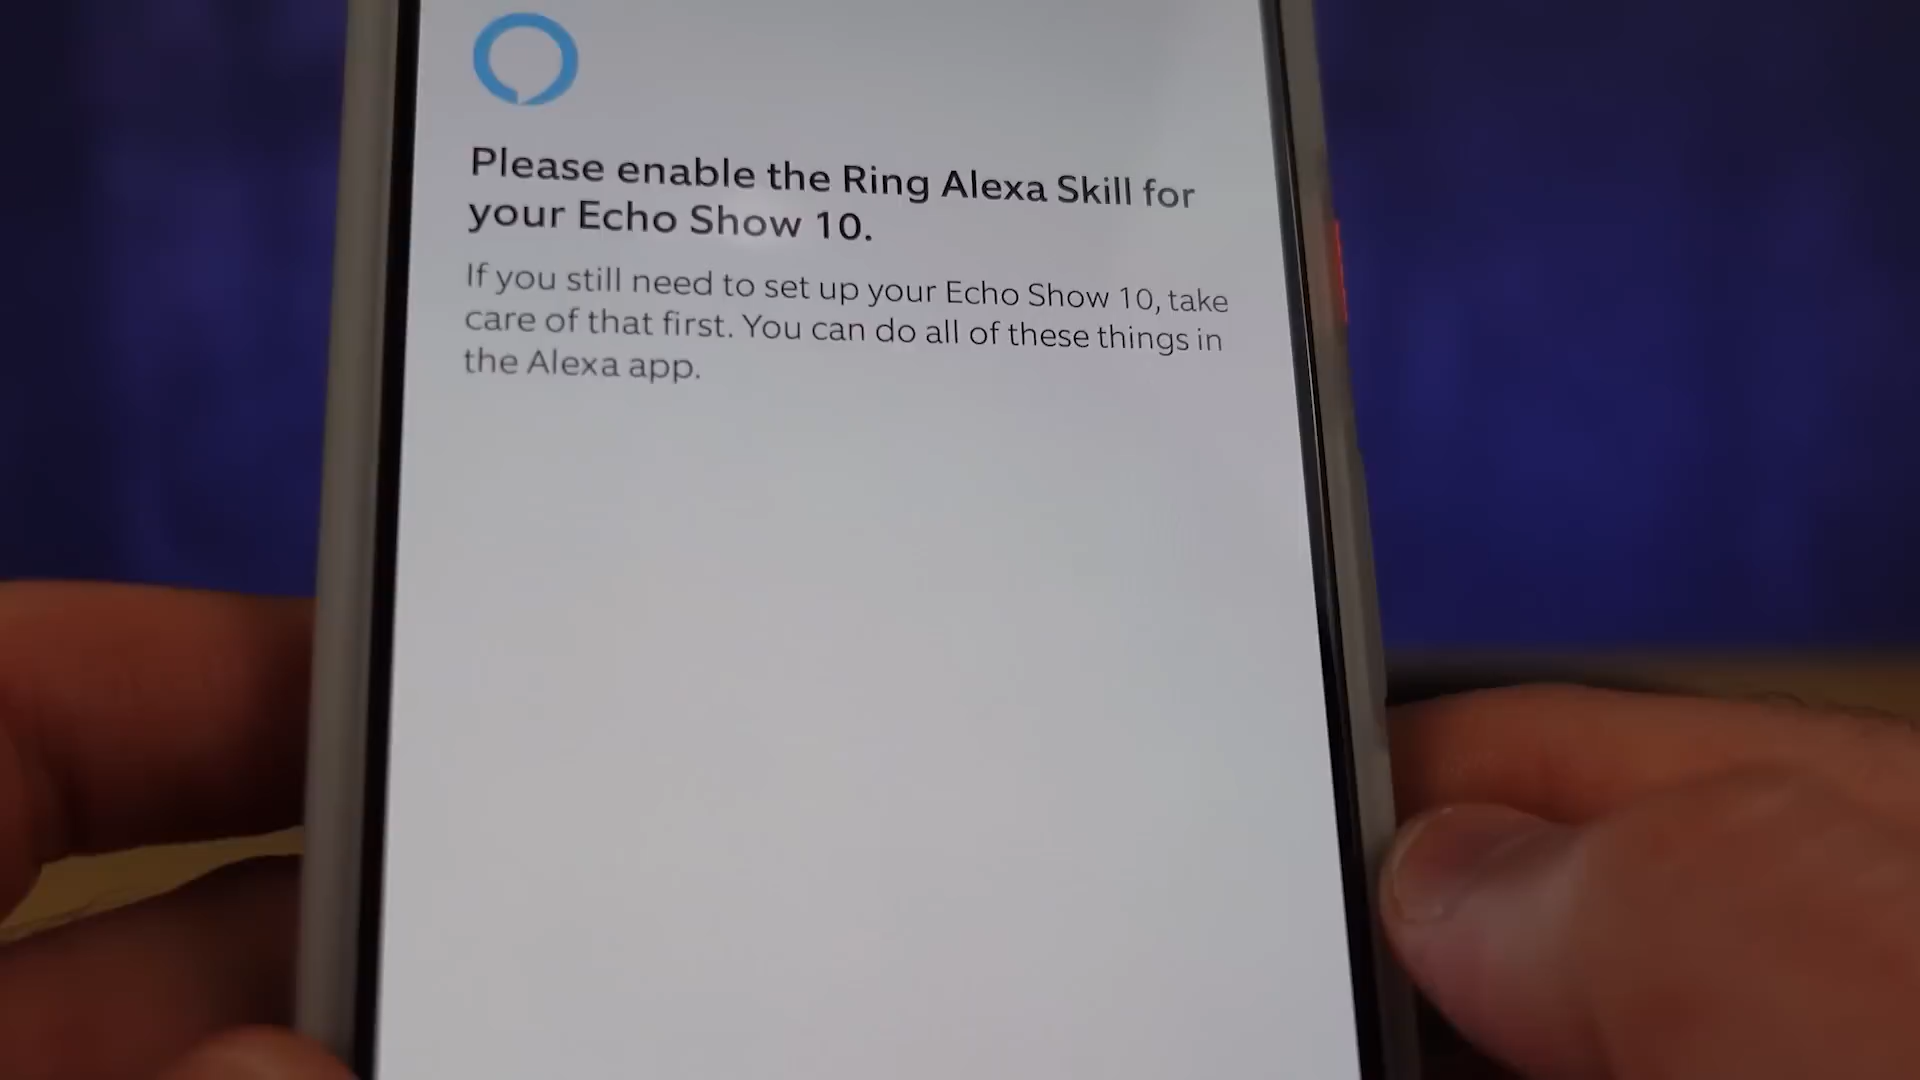 Please enable the Ring Alexa Skill for
your Echo Show 10.
If you still need to set up your Echo Show 10, take
care of that first. You can do all of these things in
the Alexa app.